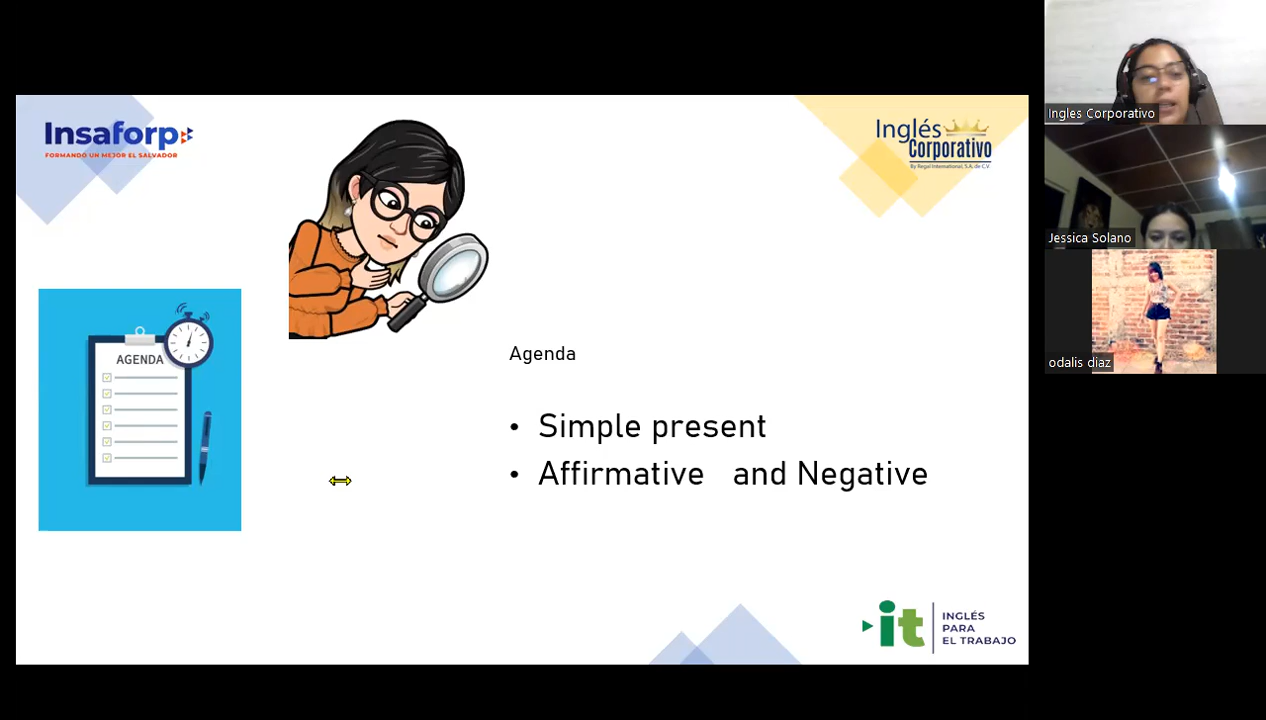 Insaforp
FORMANDO UN MEJOR EL SALVADOR
Inglés
Corporativo
By Regal International, S.A. de C.V.
AGENDA
Agenda
• Simple present
• Affirmative and Negative
it
INGLÉS
PARA
EL TRABAJO
Ingles Corporativo
Jessica Solano
odalis diaz